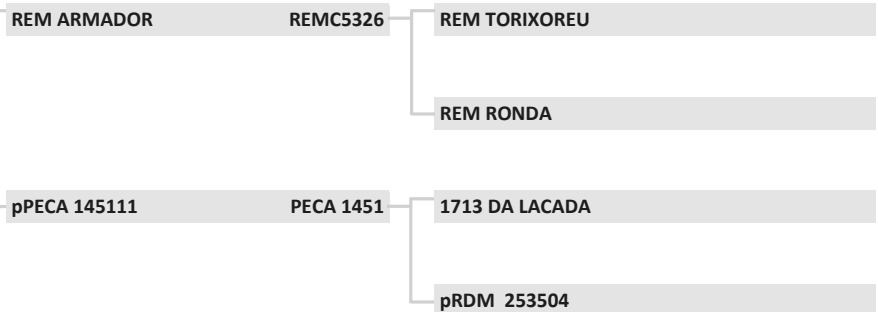 REM ARMADOR REMC5326 REM TORIXOREU
REM RONDA
pPECA 145111 PECA 1451 1713 DA LACADA
pRDM 253504